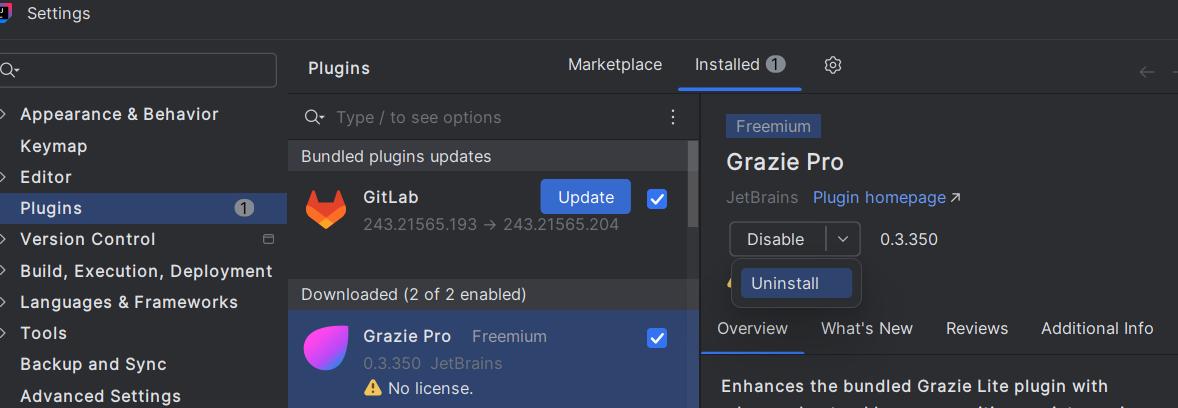 Settings
Plugins
Marketplace
Installed 1
Type / to see options
Appearance & Behavior
Keymap
Editor
Plugins 1
Version Control
Build, Execution, Deployment
Languages & Frameworks
Tools
Backup and Sync
Advanced Settings
Bundled plugins updates
GitLab
Update
243.21565.193 → 243.21565.204
Downloaded (2 of 2 enabled)
Grazie Pro Freemium
0.3.350 JetBrains
No license.
Freemium
Grazie Pro
JetBrains Plugin homepage ↗
Disable 0.3.350
Uninstall
Overview What's New Reviews Additional Info
Enhances the bundled Grazie Lite plugin with